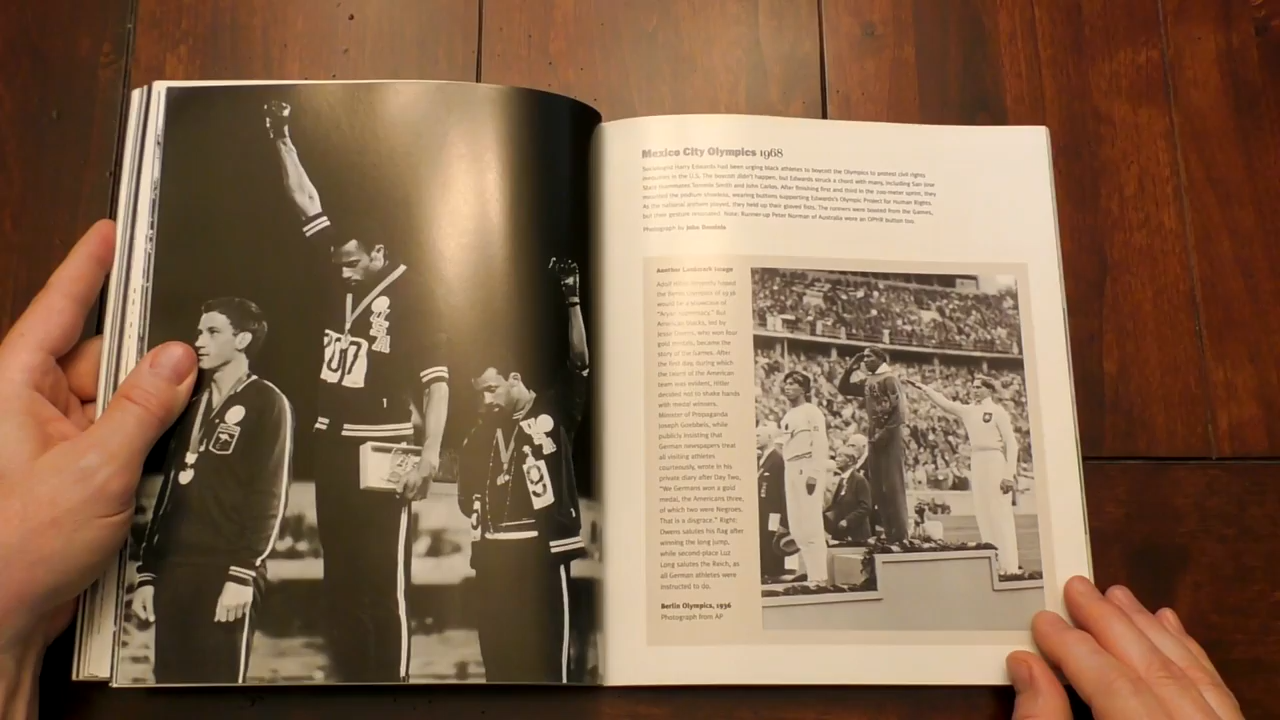 USA
307
9
Mexico City Olympics 1968
Sociologist Harry Edwards had been urging black athletes to boycott the Olympics to protest civil rights
in the U.S. The boycott didn't happen, but Edwards struck a chord with many, including San Jose
State teammates Tommie Smith and John Carlos. After finishing first and third in the 200-meter sprint, they
mounted the podium shoeless, wearing buttons supporting Edwards's Olympic Project for Human Rights.
As the national anthem played, they held up their gloved fists. The runners were booted from the Games,
but their gesture resonated. Note: Runner-up Peter Norman of Australia wore an OPHR button too.
Photograph by John Dominis
Another Landmark Image
Adolf Hitler fervently hoped
the Berlin Olympics of 1936
would be a showcase of
"Aryan supremacy." But
American blacks, led by
Jesse Owens, who won four
gold medals, became the
story of the Games. After
the first day, during which
the talent of the American
team was evident, Hitler
decided not to shake hands
with medal winners.
Minister of Propaganda
Joseph Goebbels, while
publicly insisting that
German newspapers treat
all visiting athletes
courteously, wrote in his
private diary after Day Two,
"We Germans won a gold
medal, the Americans three,
of which two were Negroes.
That is a disgrace." Right:
Owens salutes his flag after
winning the long jump,
while second-place Luz
Long salutes the Reich, as
all German athletes were
instructed to do.
Berlin Olympics, 1936
Photograph from AP